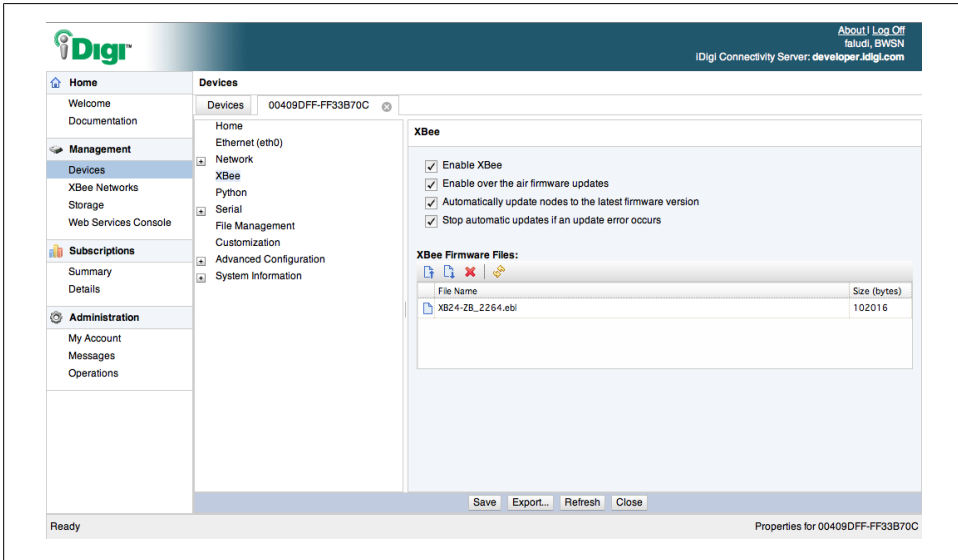 iDigi™
About | Log Off
faludi, BWSN
iDigi Connectivity Server: developer.idigi.com
Home
Welcome
Documentation
Management
Devices
XBee Networks
Storage
Web Services Console
Subscriptions
Summary
Details
Administration
My Account
Messages
Operations
Devices
Devices 00409DFF-FF33B70C
Home
Ethernet (eth0)
Network
XBee
Python
Serial
File Management
Customization
Advanced Configuration
System Information
XBee
Enable XBee
Enable over the air firmware updates
Automatically update nodes to the latest firmware version
Stop automatic updates if an update error occurs
XBee Firmware Files:
File Name Size (bytes)
XB24-ZB_2264.ebl 102016
Save Export... Refresh Close
Ready Properties for 00409DFF-FF33B70C